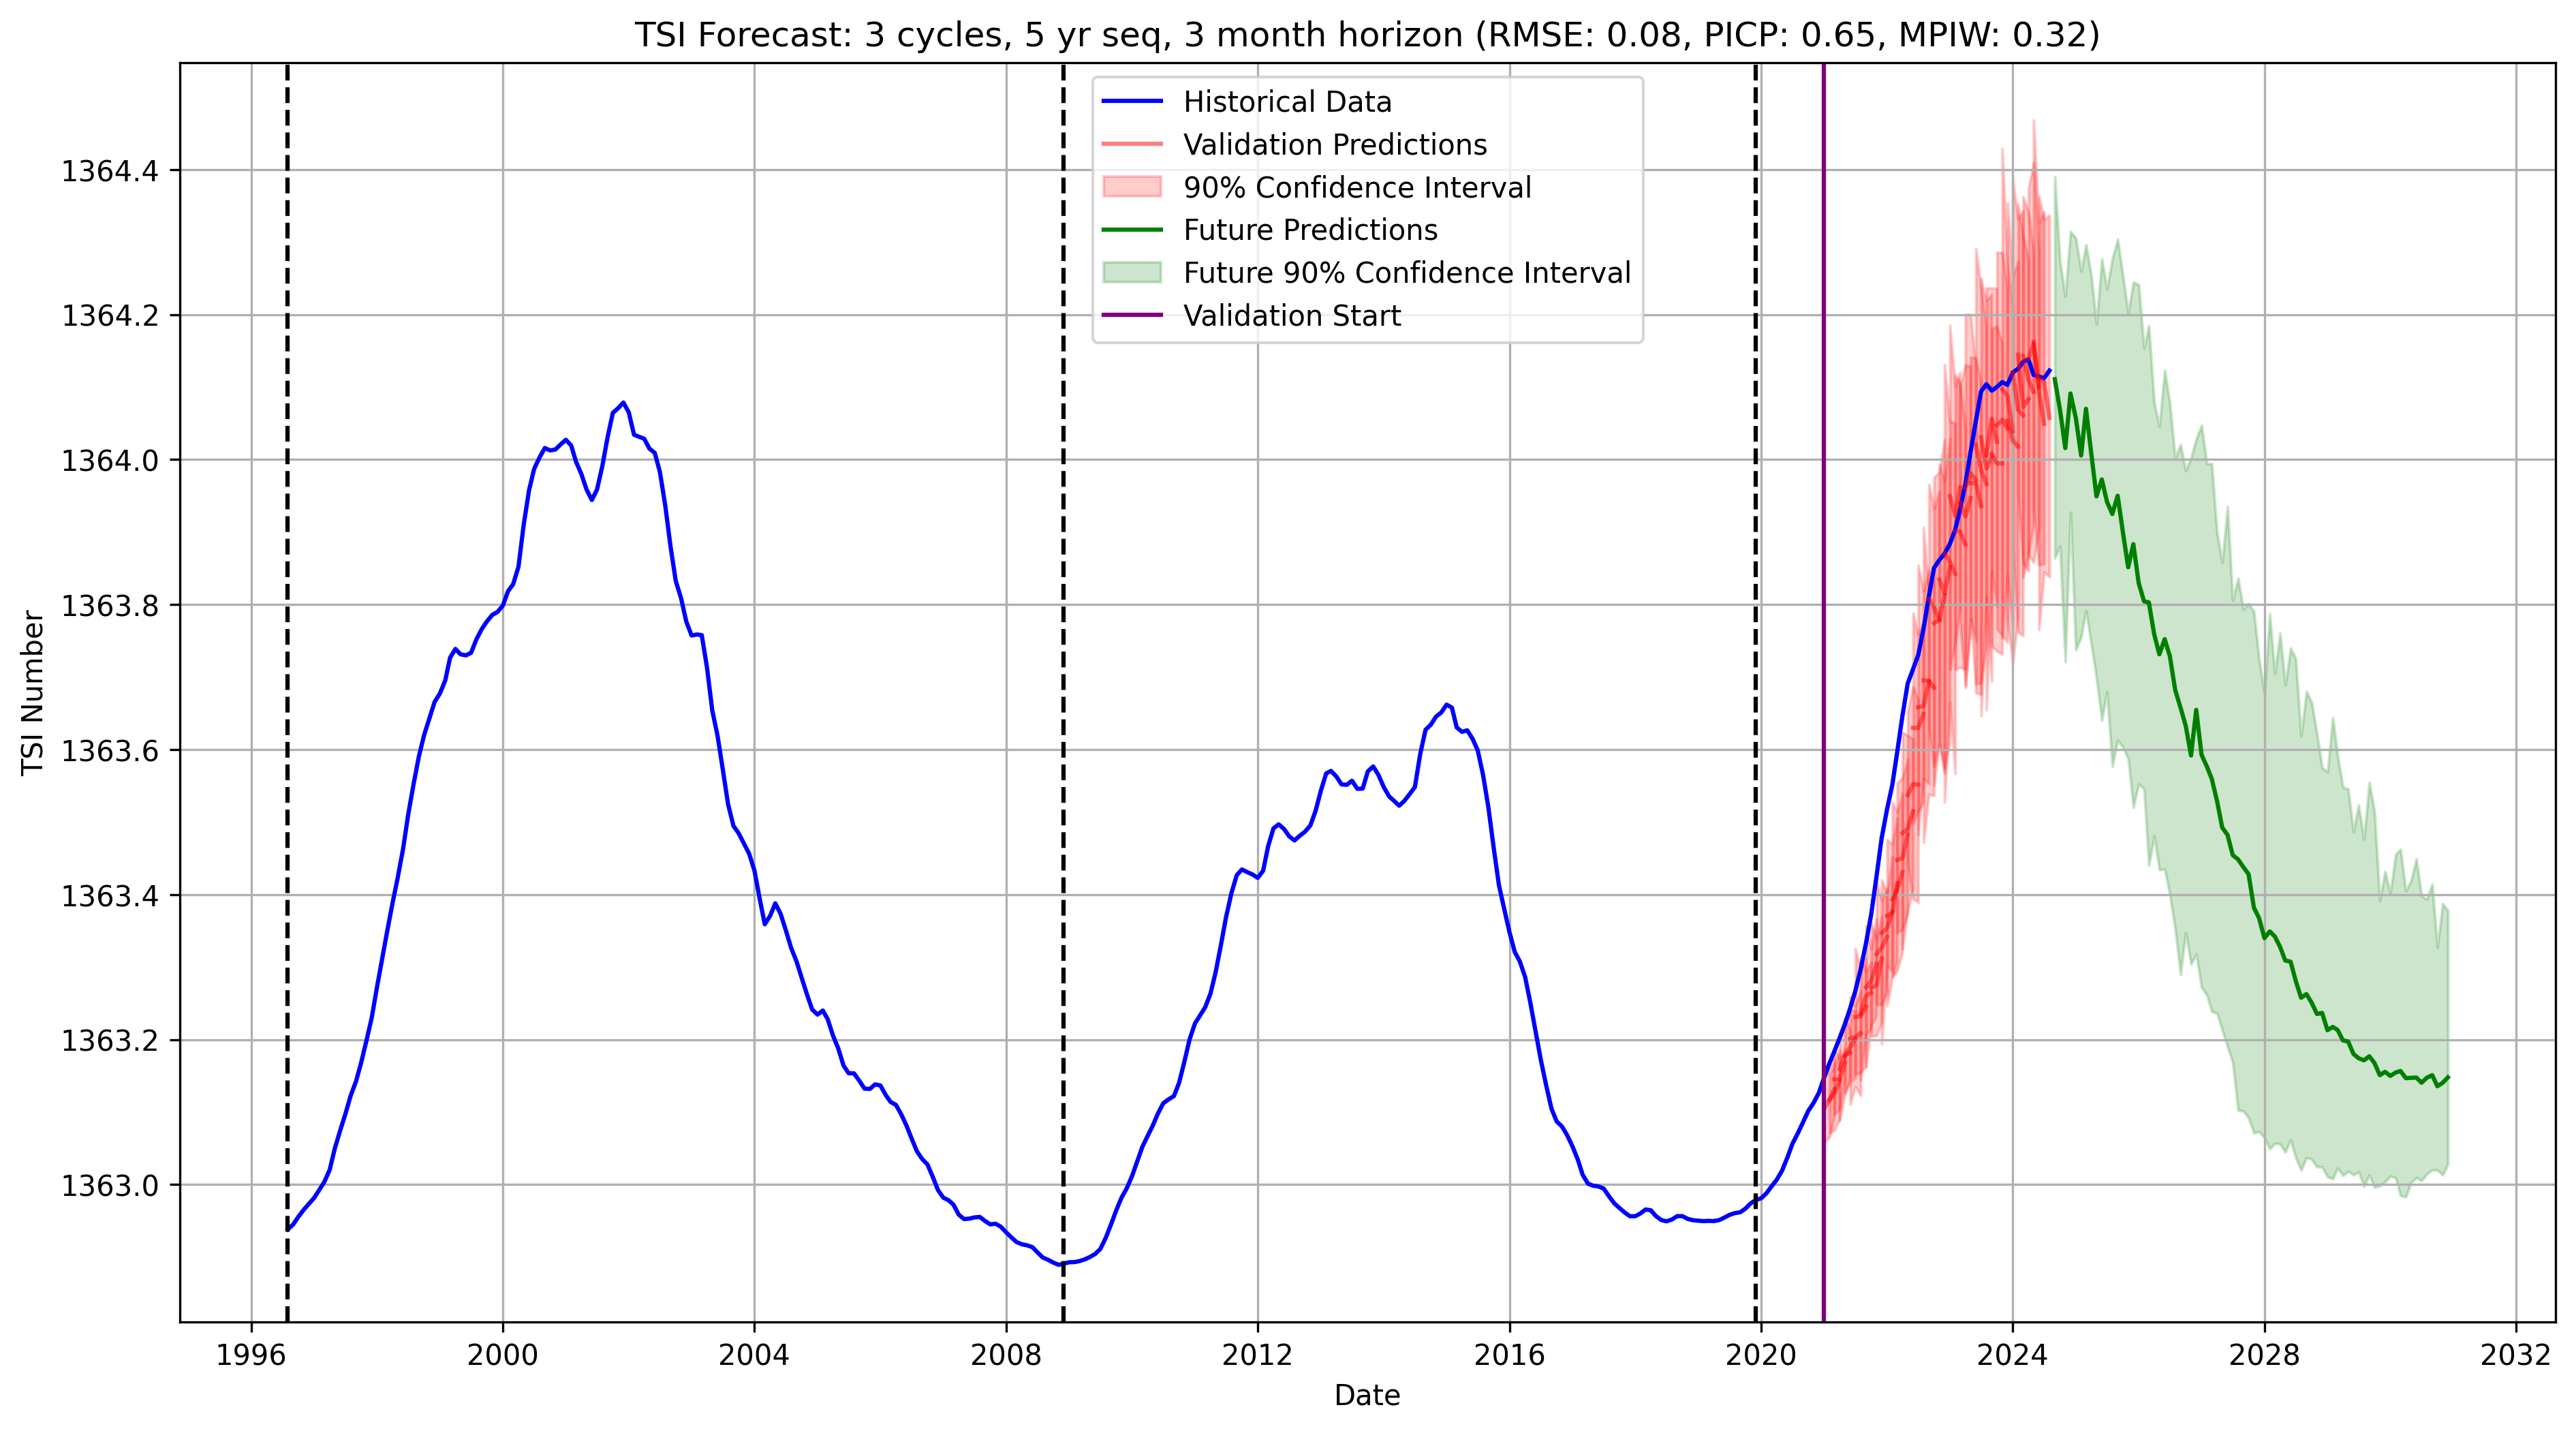 TSI Forecast: 3 cycles, 5 yr seq, 3 month horizon (RMSE: 0.08, PICP: 0.65, MPIW: 0.32)
Historical Data
Validation Predictions
90% Confidence Interval
Future Predictions
Future 90% Confidence Interval
Validation Start
TSI Number
1364.4
1364.2
1364.0
1363.8
1363.6
1363.4
1363.2
1363.0
1996 2000 2004 2008 2012 2016 2020 2024 2028 2032
Date